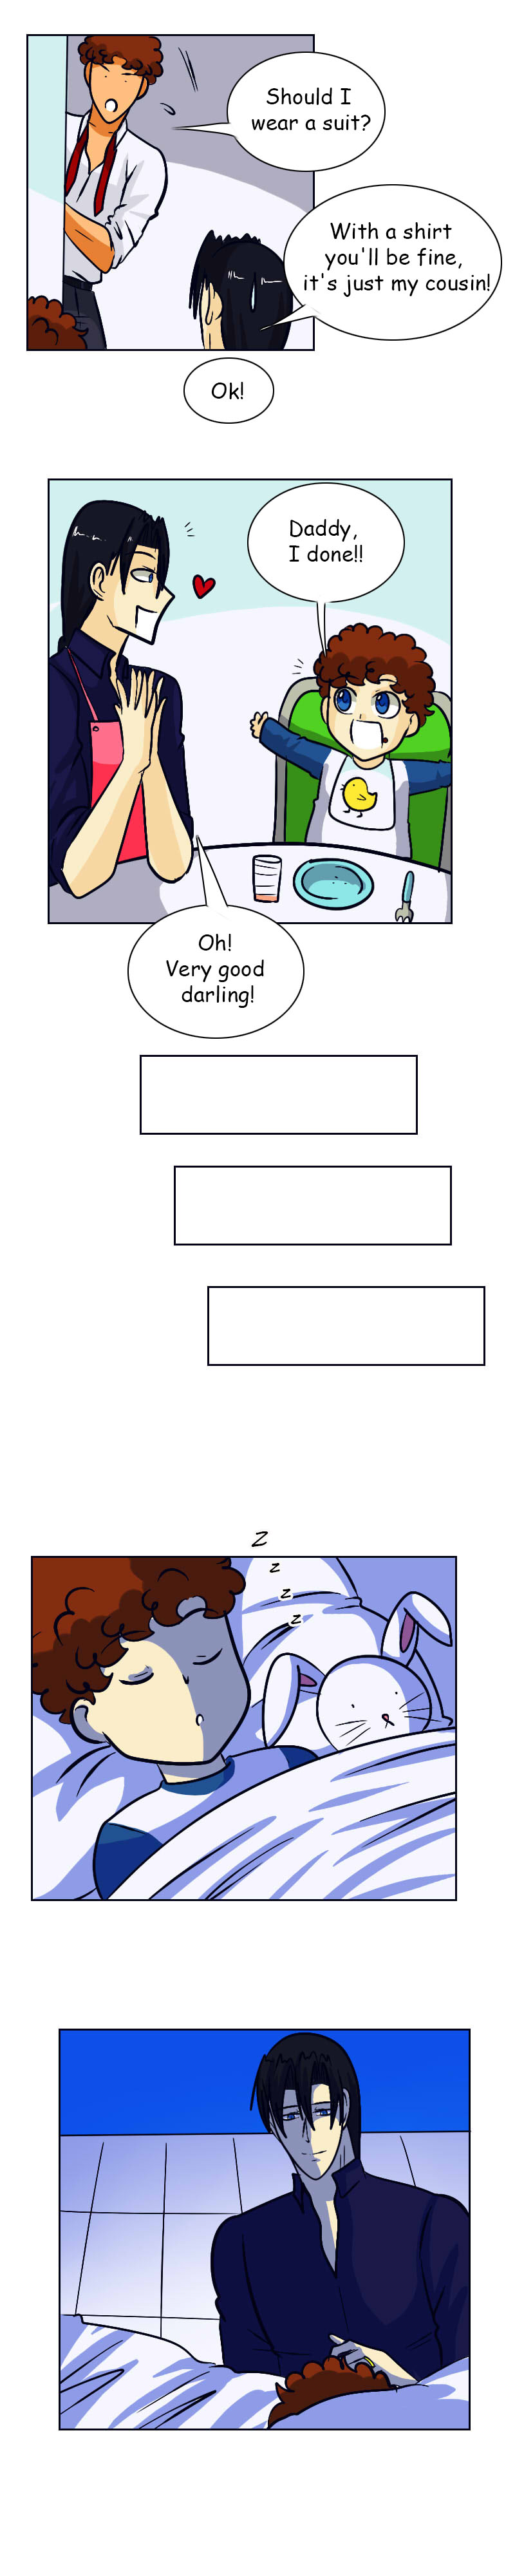 Should I
wear a suit?
With a shirt
you'll be fine,
it's just my cousin!
Ok!
Daddy,
I done!!
Oh!
Very good
darling!
z
z
z
z